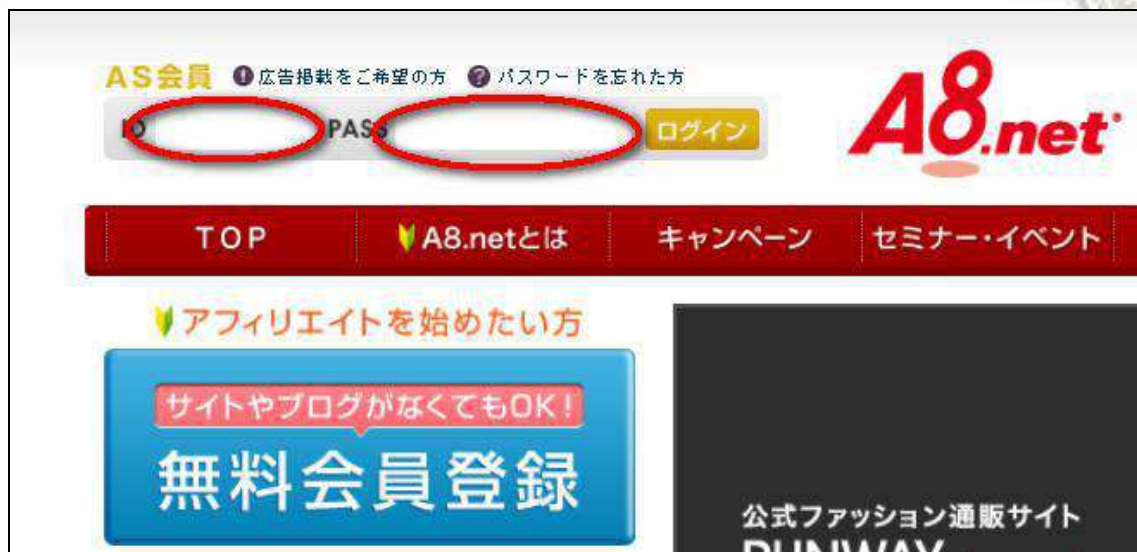 AS会員 広告掲載をご希望の方 パスワードを忘れた方
ID PASS ログイン
A8.net
TOP A8.netとは キャンペーン セミナー・イベント
アフィリエイトを始めたい方
サイトやブログがなくてもOK!
無料会員登録
公式ファッション通販サイト
RUNWAY